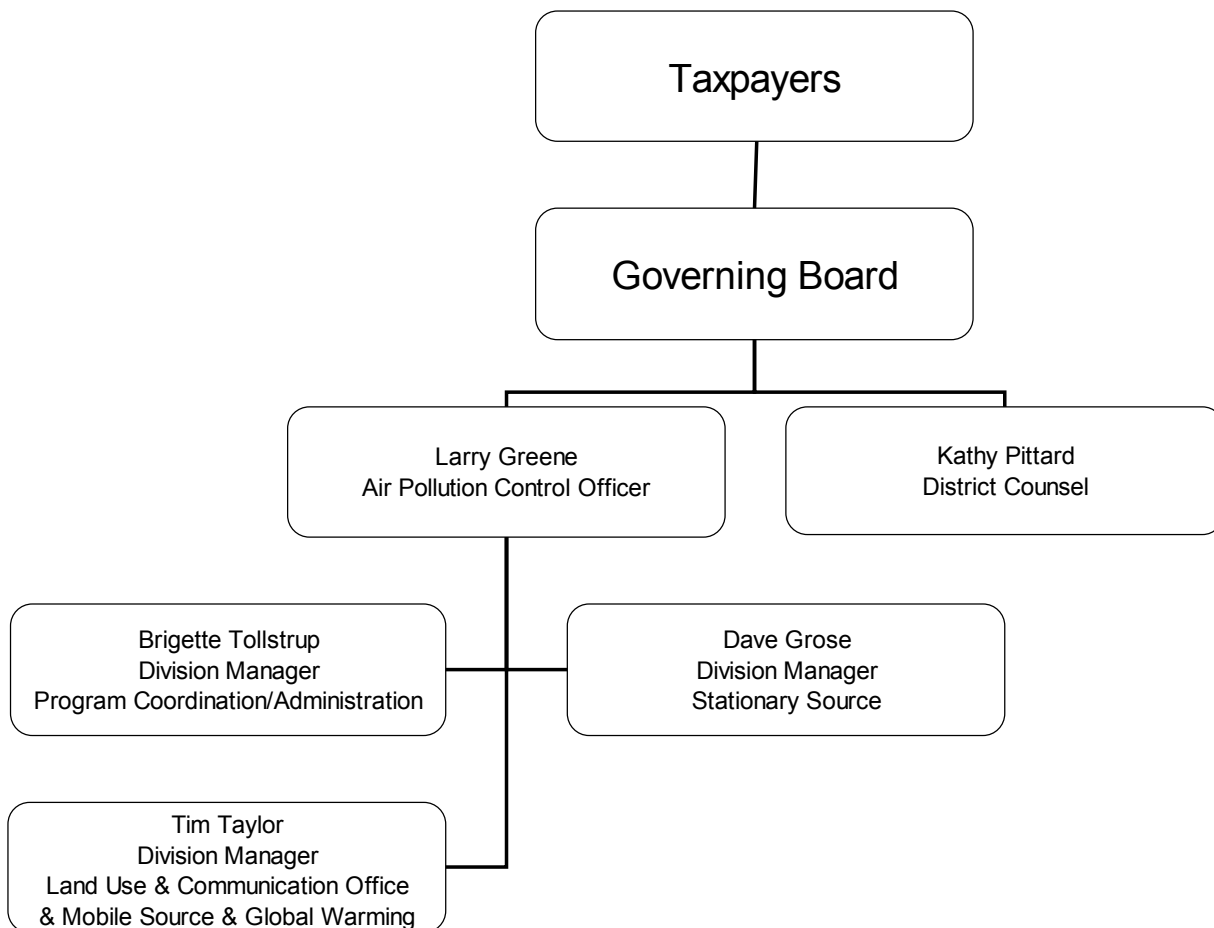 Taxpayers
Governing Board
Larry Greene
Air Pollution Control Officer
Kathy Pittard
District Counsel
Brigette Tollstrup
Division Manager
Program Coordination/Administration
Dave Grose
Division Manager
Stationary Source
Tim Taylor
Division Manager
Land Use & Communication Office
& Mobile Source & Global Warming